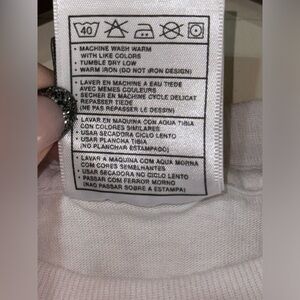 40
• MACHINE WASH WARM
WITH LIKE COLORS
• TUMBLE DRY LOW
• WARM IRON (DO NOT IRON DESIGN)
LAVER EN MACHINE A EAU TIEDE
AVEC MEMES COULEURS
SECHER EN MACHINE CYCLE DELICAT
REPASSER TIEDE
(NE PAS REPASSER LE DESSIN)
LAVAR EN MAQUINA CON AQUA TIBIA
CON COLORES SIMILARES
• USAR SECADORA CICLO LENTO
• USAR PLANCHA TIBIA
(NO PLANCHAR ESTAMPADO)
LAVAR A MAQUINA COM AQUA MORNA
COM CORES SEMELHANTES
• USAR SECADORA NO CICLO LENTO
• PASSAR COM FERROR MORNO
(NAO PASSAR SOBRE A ESTAMPA)